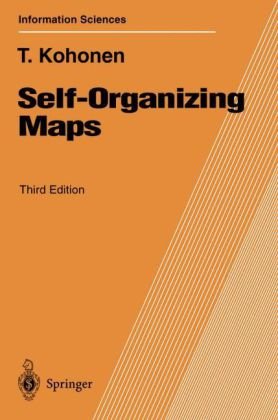 Information Sciences
T. Kohonen
Self-Organizing
Maps
Third Edition
Springer